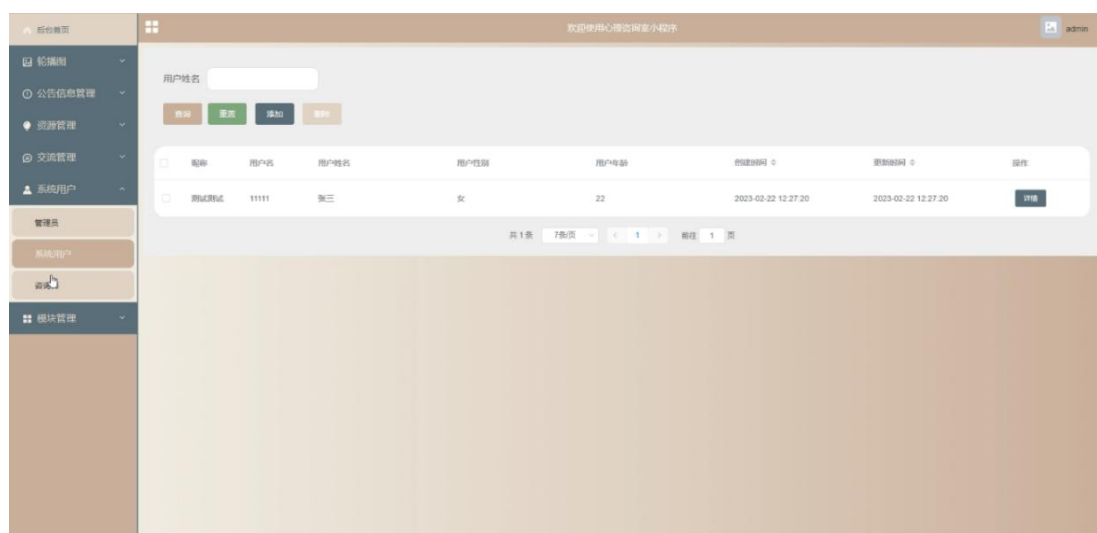 后台首页
欢迎使用心理咨询室小程序
admin
轮播图
公告信息管理
资源管理
交流管理
系统用户
管理员
系统用户
模块管理
用户姓名
查询 重置 添加 删除
昵称 用户名 用户姓名 用户性别 用户年龄 创建时间 更新时间 操作
测试测试 11111 张三 女 22 2023-02-22 12:27:20 2023-02-22 12:27:20 详情
共 1 条 7条/页 1 前往 1 页